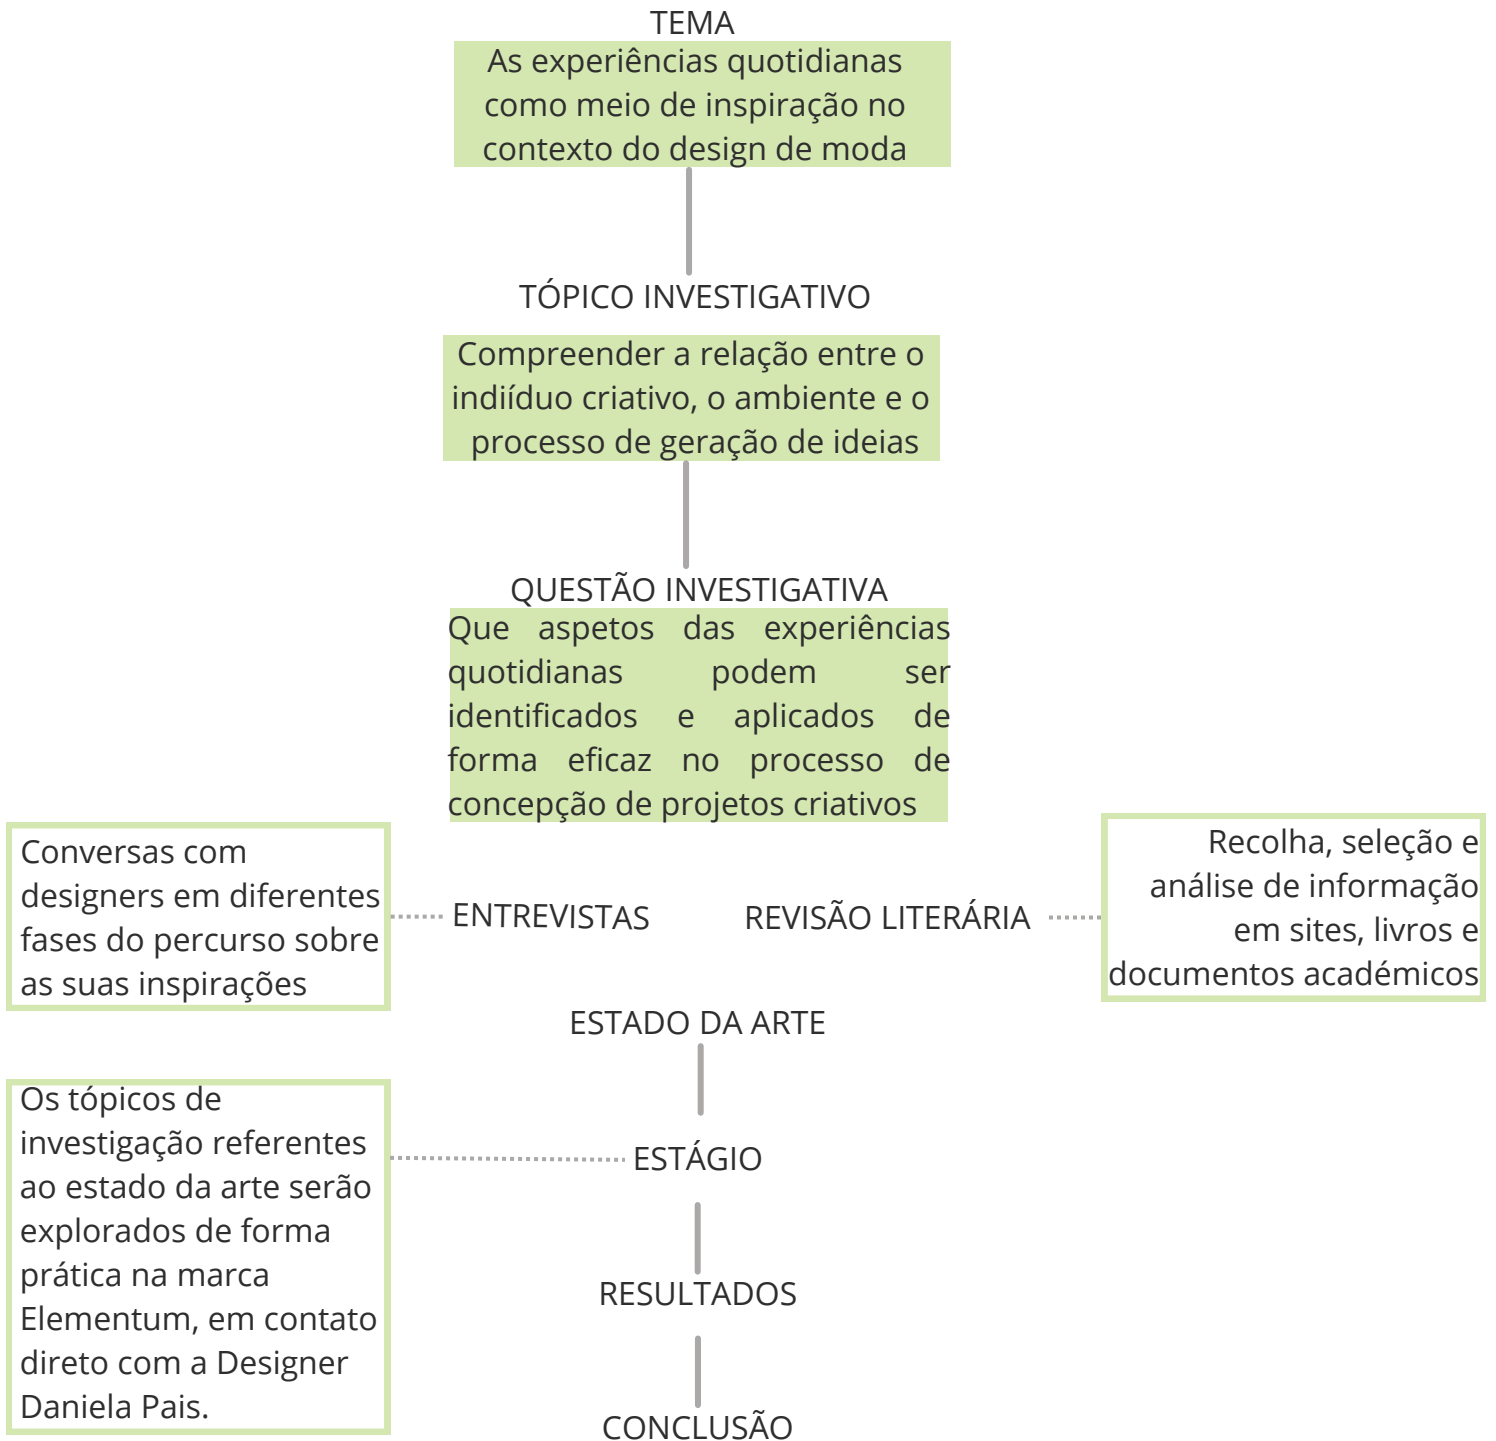 TEMA
As experiências quotidianas
como meio de inspiração no
contexto do design de moda
TÓPICO INVESTIGATIVO
Compreender a relação entre o
indiíduo criativo, o ambiente e o
processo de geração de ideias
QUESTÃO INVESTIGATIVA
Que aspetos das experiências
quotidianas podem ser
identificados e aplicados de
forma eficaz no processo de
concepção de projetos criativos
Conversas com
designers em diferentes
fases do percurso sobre
as suas inspirações
ENTREVISTAS
REVISÃO LITERÁRIA
Recolha, seleção e
análise de informação
em sites, livros e
documentos académicos
ESTADO DA ARTE
Os tópicos de
investigação referentes
ao estado da arte serão
explorados de forma
prática na marca
Elementum, em contato
direto com a Designer
Daniela Pais.
ESTÁGIO
RESULTADOS
CONCLUSÃO